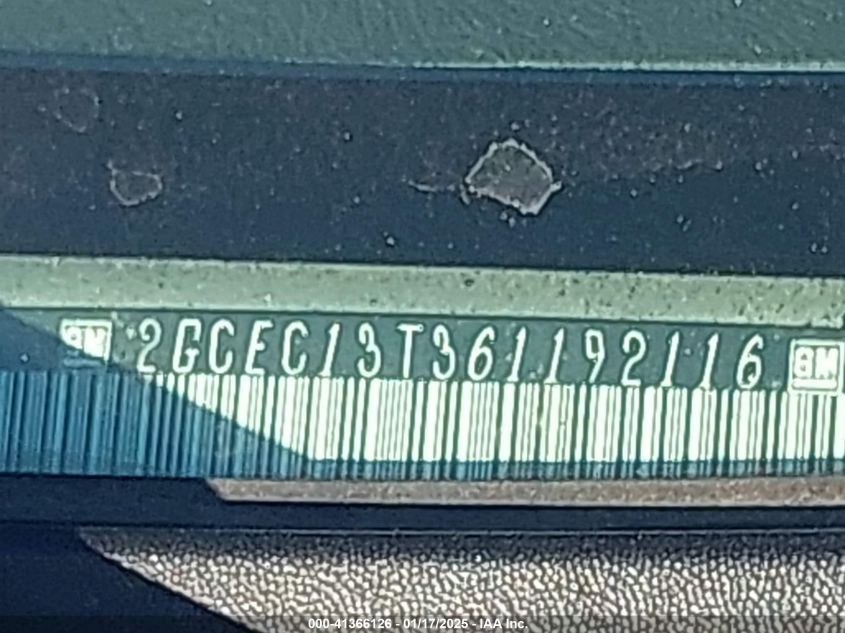 GM 2GCEC13T361192116 GM
000-41366126 - 01/17/2025 - IAA Inc.